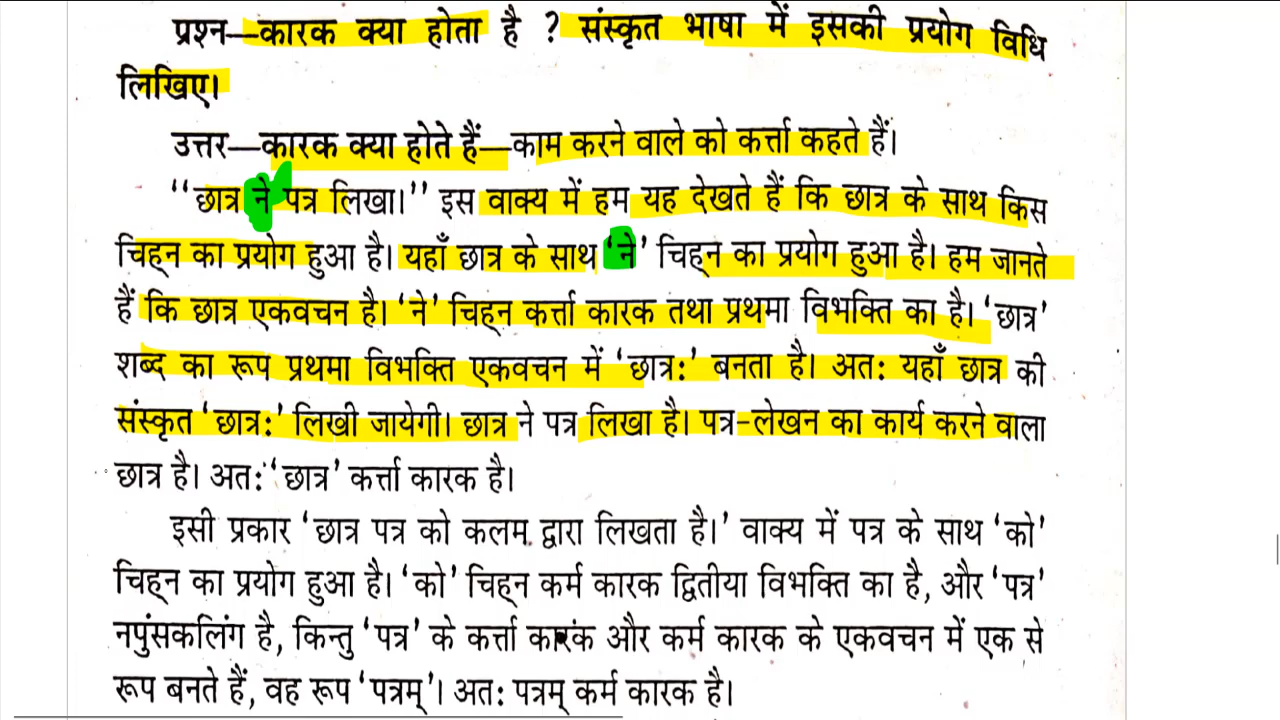 प्रश्न—कारक क्या होता है ? संस्कृत भाषा में इसकी प्रयोग विधि
लिखिए।
उत्तर—कारक क्या होते हैं—काम करने वाले को कर्त्ता कहते हैं।
‘‘छात्र ने पत्र लिखा।’’ इस वाक्य में हम यह देखते हैं कि छात्र के साथ किस
चिह्न का प्रयोग हुआ है। यहाँ छात्र के साथ ‘ने’ चिह्न का प्रयोग हुआ है। हम जानते
हैं कि छात्र एकवचन है। ‘ने’ चिह्न कर्त्ता कारक तथा प्रथमा विभक्ति का है। ‘छात्र’
शब्द का रूप प्रथमा विभक्ति एकवचन में ‘छात्र:’ बनता है। अत: यहाँ छात्र की
संस्कृत ‘छात्र:’ लिखी जायेगी। छात्र ने पत्र लिखा है। पत्र-लेखन का कार्य करने वाला
छात्र है। अत: ‘छात्र’ कर्त्ता कारक है।
इसी प्रकार ‘छात्र पत्र को कलम द्वारा लिखता है।’ वाक्य में पत्र के साथ ‘को’
चिह्न का प्रयोग हुआ है। ‘को’ चिह्न कर्म कारक द्वितीया विभक्ति का है, और ‘पत्र’
नपुंसकलिंग है, किन्तु ‘पत्र’ के कर्त्ता कारक और कर्म कारक के एकवचन में एक से
रूप बनते हैं, वह रूप ‘पत्रम्’। अत: पत्रम् कर्म कारक है।